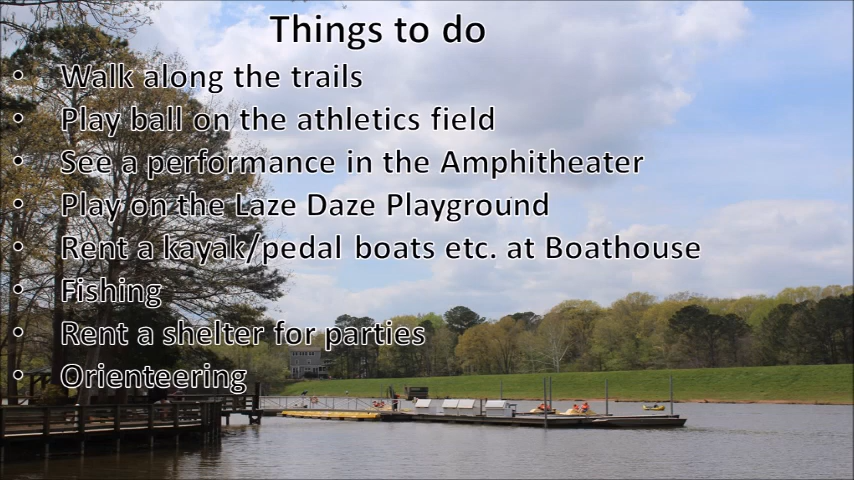 Things to do
• Walk along the trails
• Play ball on the athletics field
• See a performance in the Amphitheater
• Play on the Laze Daze Playground
• Rent a kayak/pedal boats etc. at Boathouse
• Fishing
• Rent a shelter for parties
• Orienteering